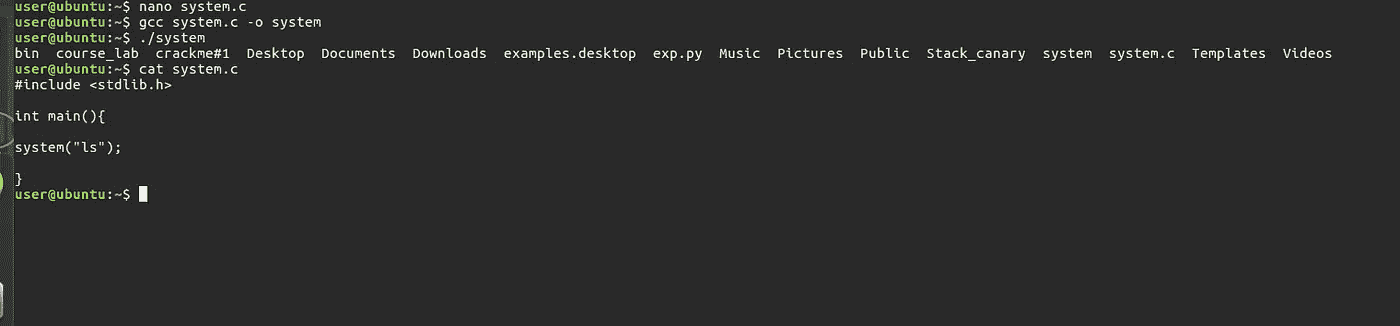 user@ubuntu:~$ nano system.c
user@ubuntu:~$ gcc system.c -o system
user@ubuntu:~$ ./system
bin  course_lab  crackme#1  Desktop  Documents  Downloads  examples.desktop  exp.py  Music  Pictures  Public  Stack_canary  system  system.c  Templates  Videos
user@ubuntu:~$ cat system.c
#include <stdlib.h>
int main(){
system("ls");
}
user@ubuntu:~$